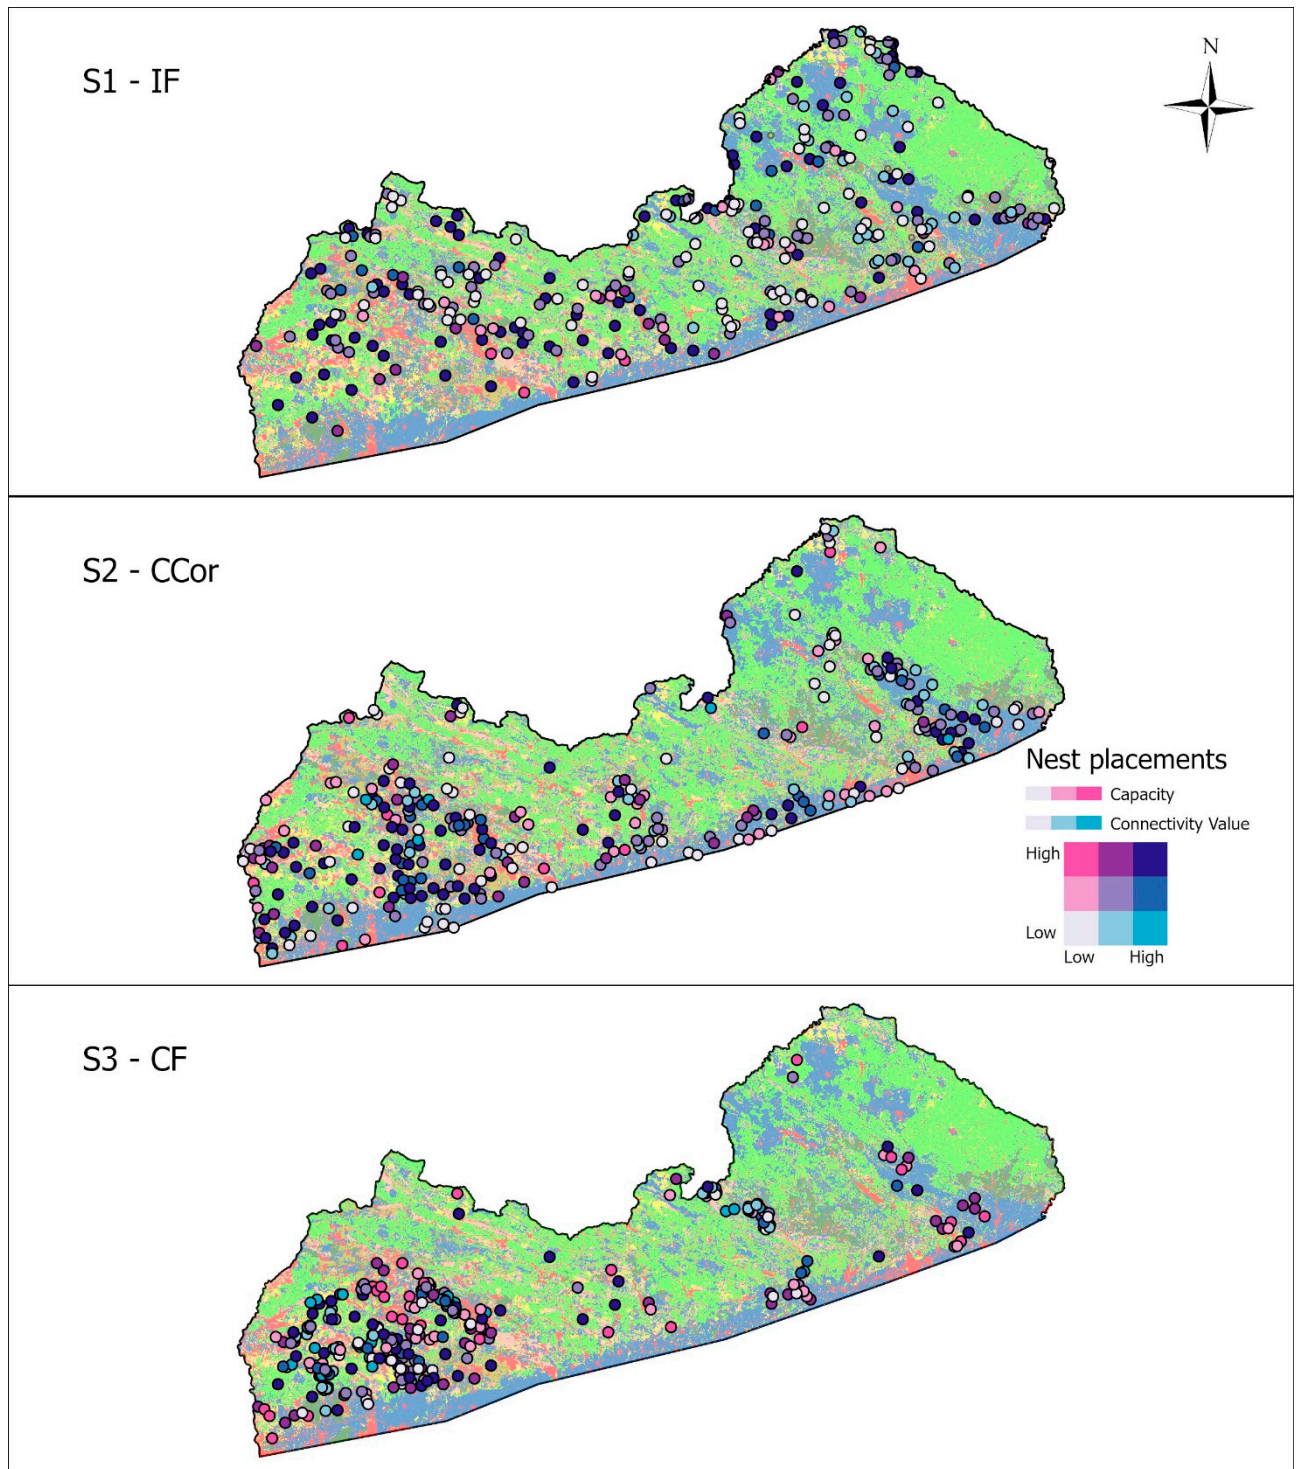 S1 - IF
N
S2 - CCor
Nest placements
Capacity
Connectivity Value
High
Low
Low High
S3 - CF